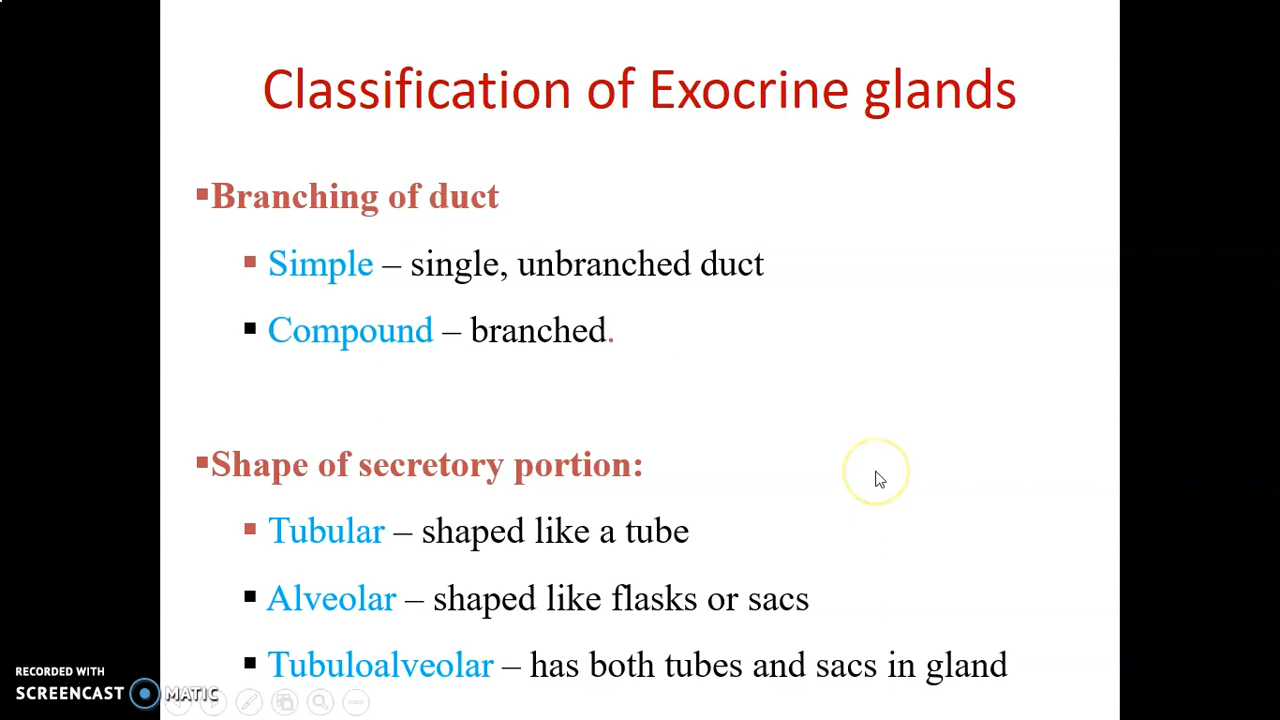 Classification of Exocrine glands
▪Branching of duct
▪ Simple – single, unbranched duct
▪ Compound – branched.
▪Shape of secretory portion:
▪ Tubular – shaped like a tube
▪ Alveolar – shaped like flasks or sacs
▪ Tubuloalveolar – has both tubes and sacs in gland
RECORDED WITH
SCREENCAST MATIC